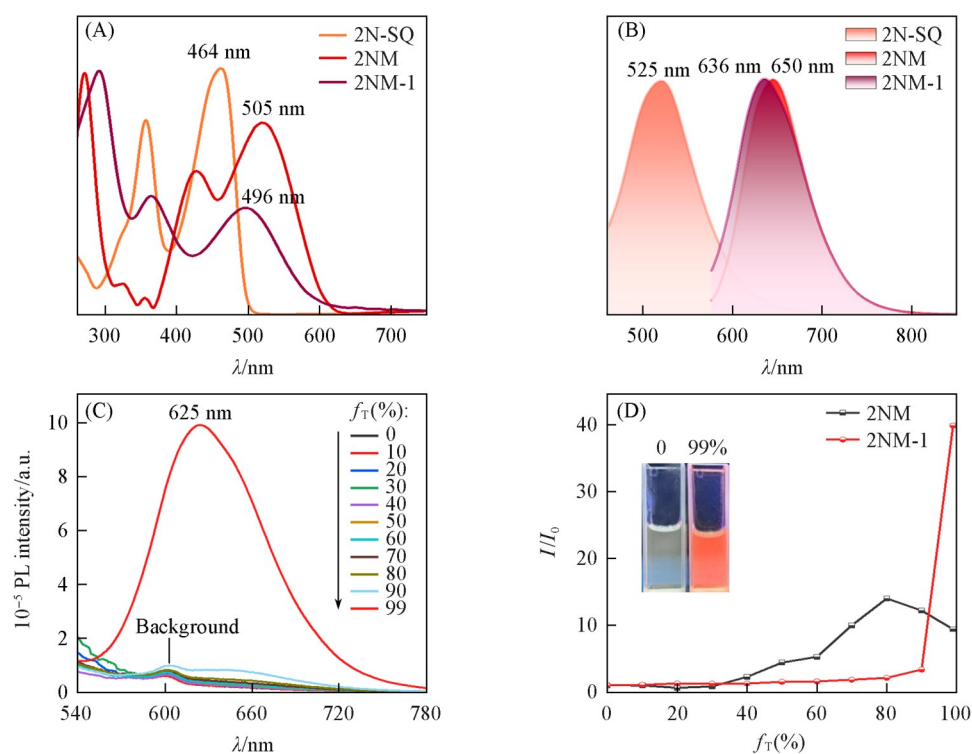 (A)
2N-SQ
2NM
2NM-1
464 nm
505 nm
496 nm
300 400 500 600 700
λ/nm
(B)
2N-SQ
2NM
2NM-1
525 nm
636 nm
650 nm
500 600 700 800
λ/nm
(C)
625 nm
f_T(%):
0
10
20
30
40
50
60
70
80
90
99
Background
10
8
6
4
2
0
10⁻⁵ PL intensity/a.u.
540 600 660 720 780
λ/nm
(D)
2NM
2NM-1
0 99%
40
30
20
10
0
I/I₀
0 20 40 60 80 100
f_T(%)